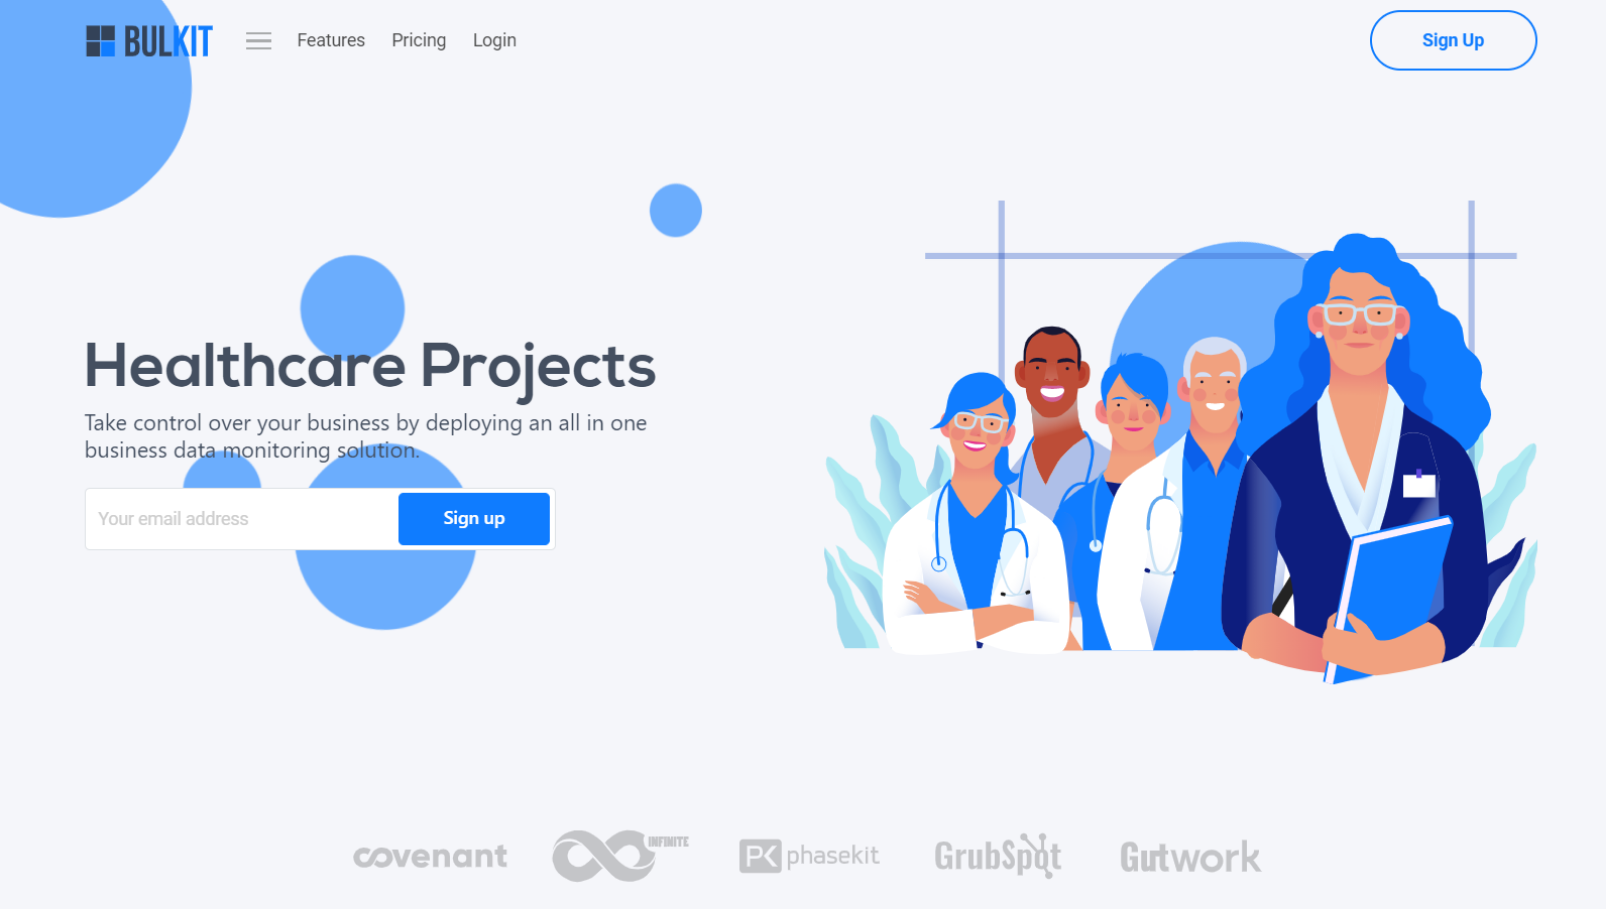 BULKIT
Features
Pricing
Login
Sign Up
Healthcare Projects
Take control over your business by deploying an all in one
business data monitoring solution.
Your email address
Sign up
covenant
INFINITE
PK phasekit
GrubSpot
Gutwork